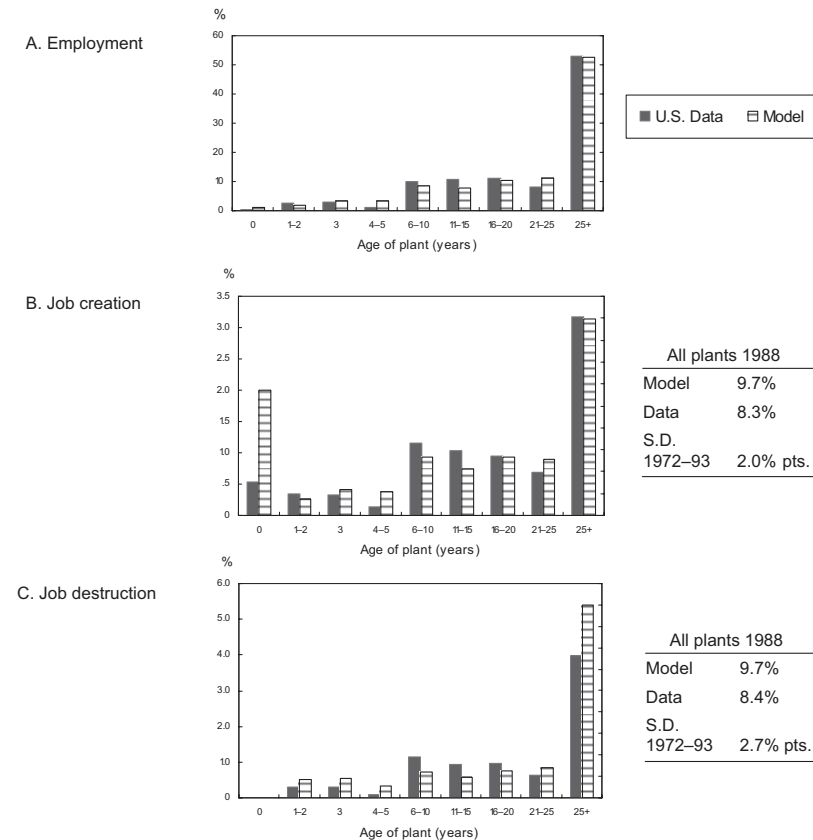 %
A. Employment
60
50
40
30
20
10
0
0 1–2 3 4–5 6–10 11–15 16–20 21–25 25+
Age of plant (years)
U.S. Data Model
%
B. Job creation
3.5
3.0
2.5
2.0
1.5
10
.5
0
0 1–2 3 4–5 6–10 11–15 16–20 21–25 25+
Age of plant (years)
All plants 1988
Model 9.7%
Data 8.3%
S.D.
1972–93 2.0% pts.
%
C. Job destruction
6.0
5.0
4.0
3.0
2.0
10
0
0 1–2 3 4–5 6–10 11–15 16–20 21–25 25+
Age of plant (years)
All plants 1988
Model 9.7%
Data 8.4%
S.D.
1972–93 2.7% pts.